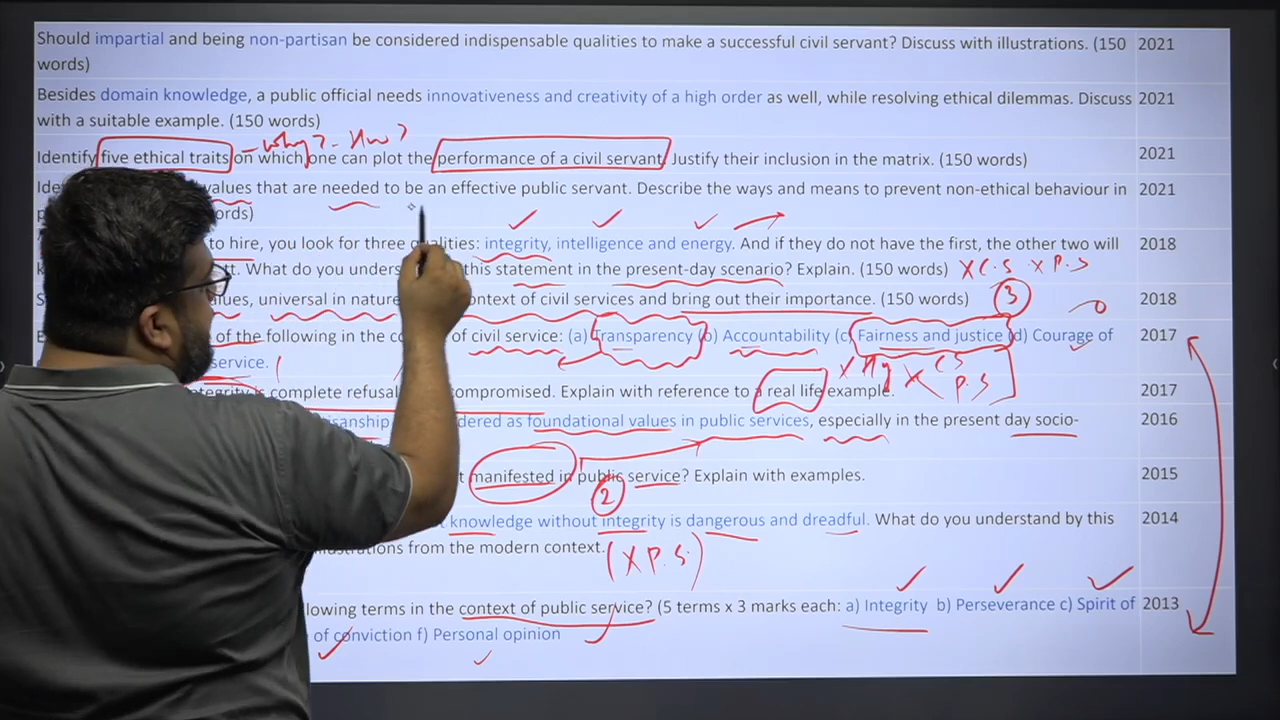 Should impartial and being non-partisan be considered indispensable qualities to make a successful civil servant? Discuss with illustrations. (150 2021
words)
Besides domain knowledge, a public official needs innovativeness and creativity of a high order as well, while resolving ethical dilemmas. Discuss 2021
with a suitable example. (150 words)
- why? - How?
Identify five ethical traits on which one can plot the performance of a civil servant. Justify their inclusion in the matrix. (150 words) 2021
values that are needed to be an effective public servant. Describe the ways and means to prevent non-ethical behaviour in 2021
to hire, you look for three qualities: integrity, intelligence and energy. And if they do not have the first, the other two will 2018
What do you this statement in the present-day scenario? Explain. (150 words) X C.S X P.S
universal in nature context of civil services and bring out their importance. (150 words) 3 2018
of the following in the of civil service: (a) Transparency (b) Accountability (c) Fairness and justice (d) Courage of 2017
service.
X C.S
P.S
is complete refusal compromised. Explain with reference to a real life example. 2017
as foundational values in public services, especially in the present day socio- 2016
manifested in public service? Explain with examples. 2015
2
knowledge without integrity is dangerous and dreadful. What do you understand by this 2014
from the modern context. (X P.S)
terms in the context of public service? (5 terms x 3 marks each: a) Integrity b) Perseverance c) Spirit of 2013
of conviction f) Personal opinion